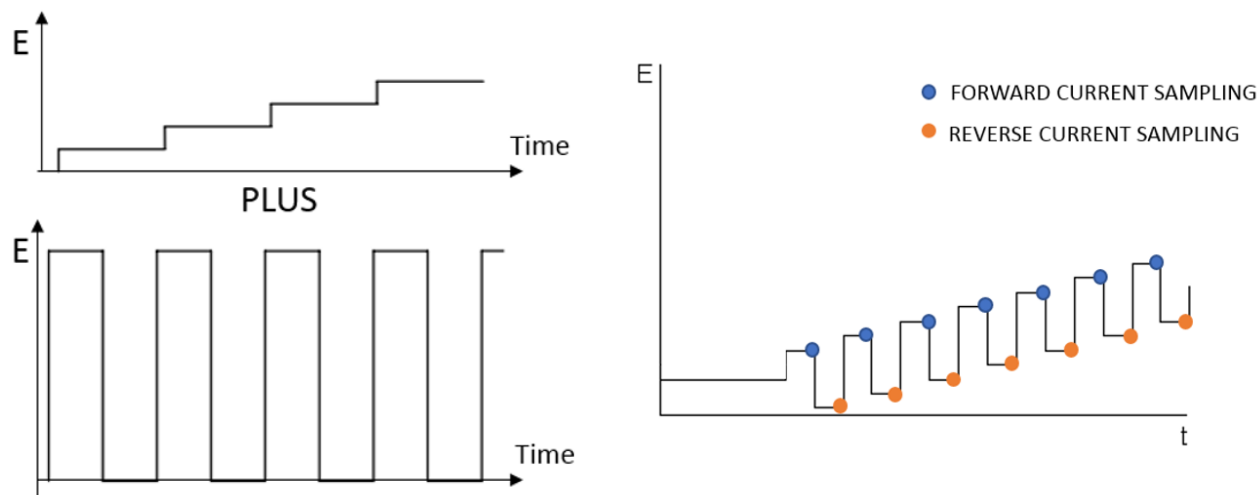 E
Time
PLUS
E
Time
E
FORWARD CURRENT SAMPLING
REVERSE CURRENT SAMPLING
t